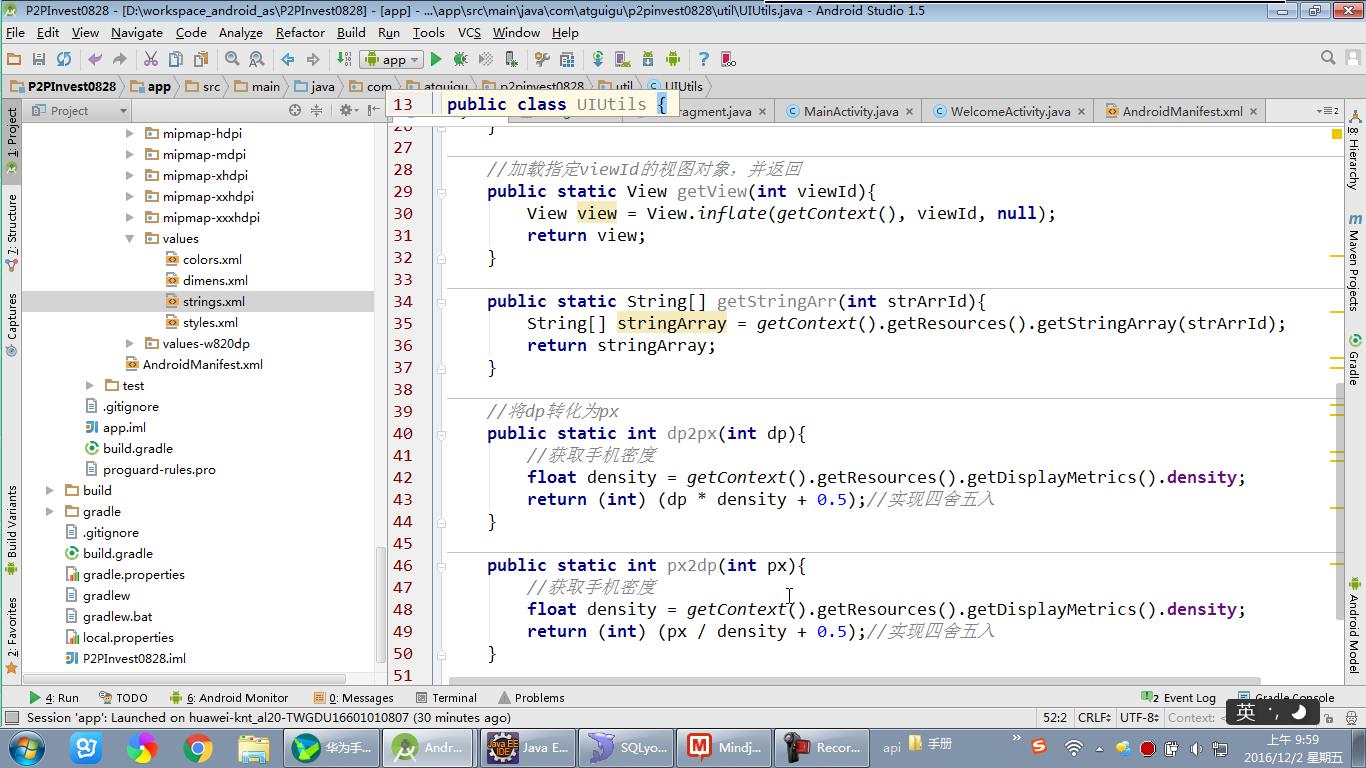 P2PInvest0828 - [D:\workspace_android_as\P2PInvest0828] - [app] - ...\app\src\main\java\com\atguigu\p2pinvest0828\util\UIUtils.java - Android Studio 1.5
File Edit View Navigate Code Analyze Refactor Build Run Tools VCS Window Help
app
P2PInvest0828 app src main java com atguigu p2pinvest0828 util UIUtils
Project
13 public class UIUtils {
ragment.java MainActivity.java WelcomeActivity.java AndroidManifest.xml
2
1: Project
7: Structure
Captures
Build Variants
2: Favorites
mipmap-hdpi
mipmap-mdpi
mipmap-xhdpi
mipmap-xxhdpi
mipmap-xxxhdpi
values
colors.xml
dimens.xml
strings.xml
styles.xml
values-w820dp
AndroidManifest.xml
test
.gitignore
app.iml
build.gradle
proguard-rules.pro
build
gradle
.gitignore
build.gradle
gradle.properties
gradlew
gradlew.bat
local.properties
P2PInvest0828.iml
26 }
27
28 //加载指定viewId的视图对象，并返回
29 public static View getView(int viewId){
30 View view = View.inflate(getContext(), viewId, null);
31 return view;
32 }
33
34 public static String[] getStringArr(int strArrId){
35 String[] stringArray = getContext().getResources().getStringArray(strArrId);
36 return stringArray;
37 }
38
39 //将dp转化为px
40 public static int dp2px(int dp){
41 //获取手机密度
42 float density = getContext().getResources().getDisplayMetrics().density;
43 return (int) (dp * density + 0.5);//实现四舍五入
44 }
45
46 public static int px2dp(int px){
47 //获取手机密度
48 float density = getContext().getResources().getDisplayMetrics().density;
49 return (int) (px / density + 0.5);//实现四舍五入
50 }
51
8: Hierarchy
m Maven Projects
Gradle
Android Model
4: Run TODO 6: Android Monitor 0: Messages Terminal Problems 2 Event Log Gradle Console
Session 'app': Launched on huawei-knt_al20-TWGDU16601010807 (30 minutes ago) 52:2 CRLF UTF-8 Context:
英
华为手... Andr... Java E... SQLyo... Mindj... Recor... api 手册
上午 9:59
2016/12/2 星期五